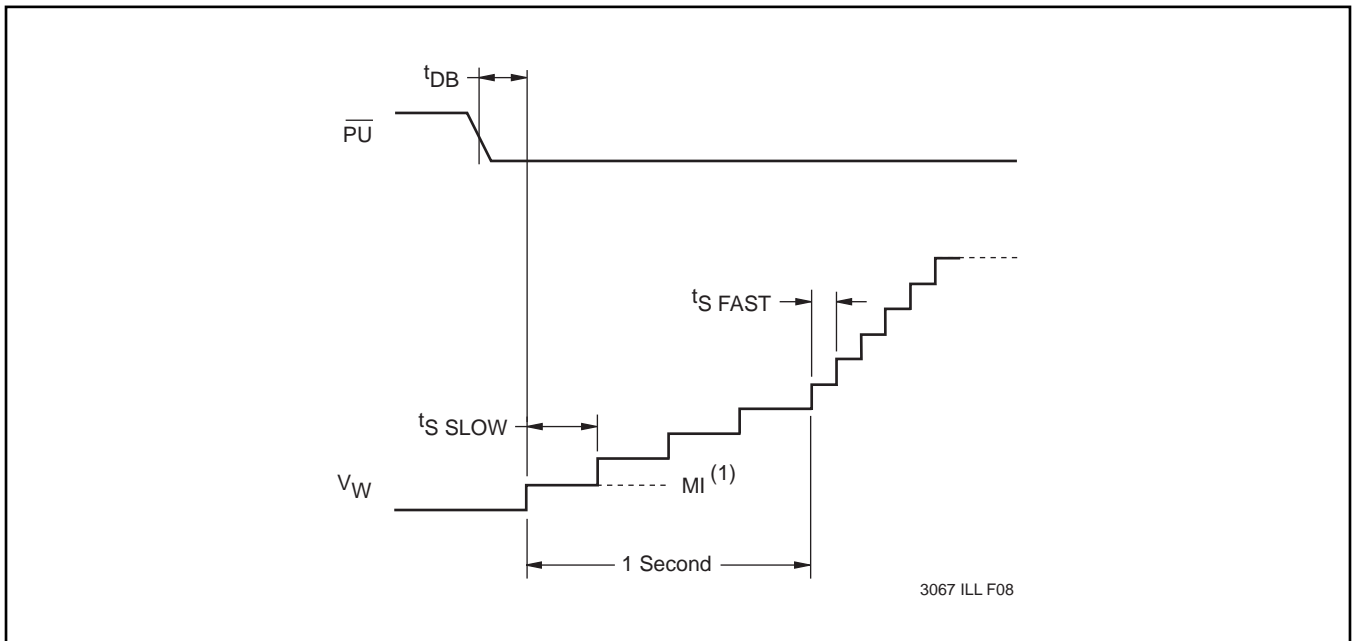 tDB
PU
tS FAST
tS SLOW
MI (1)
VW
1 Second
3067 ILL F08